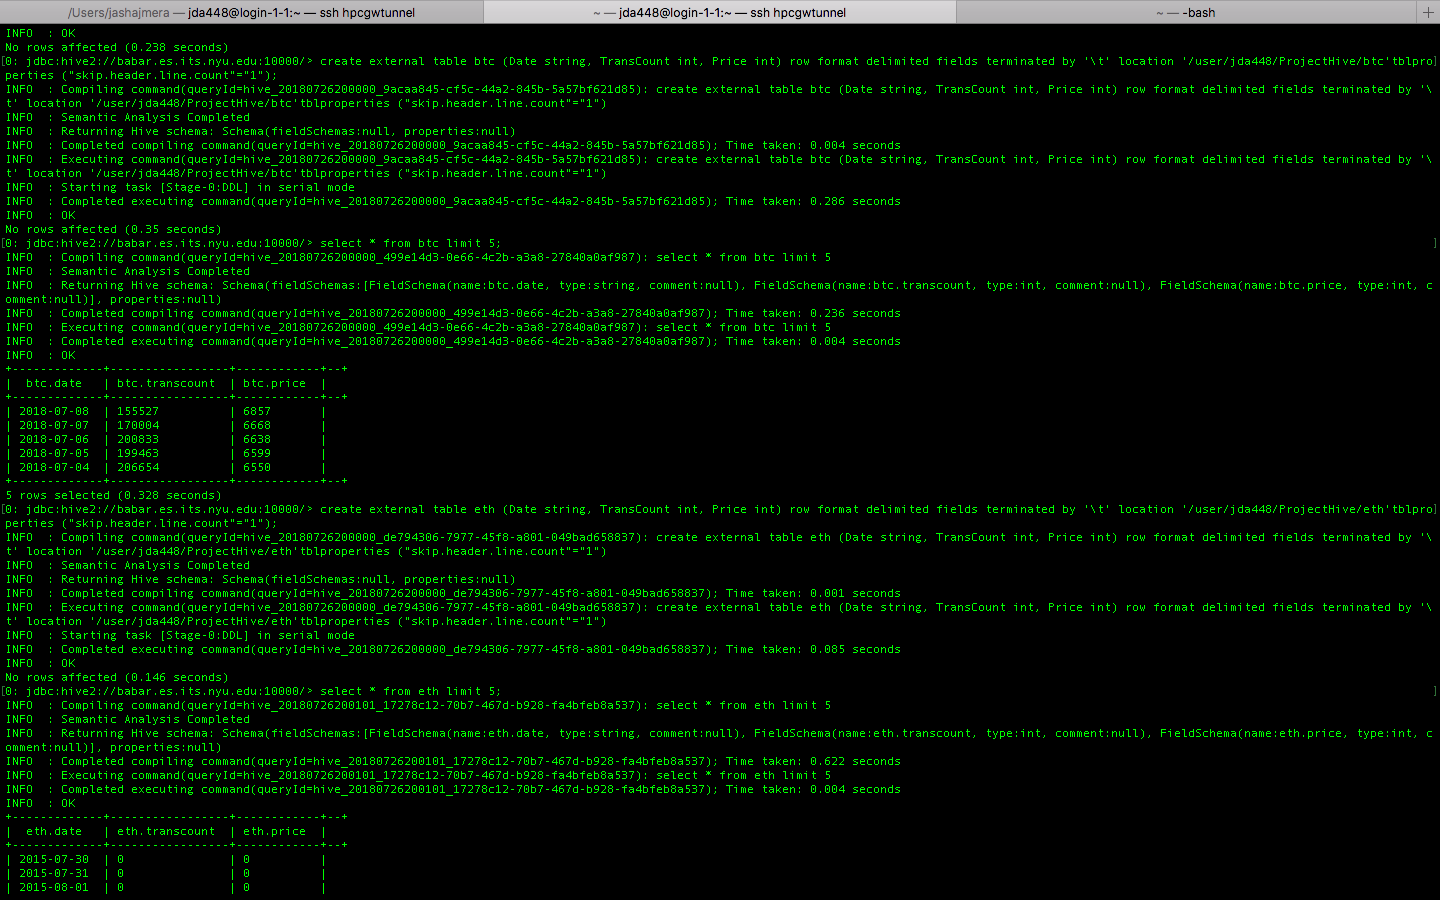 /Users/jashajmera — jda448@login-1-1:~ — ssh hpcgwtunnel
~ — jda448@login-1-1:~ — ssh hpcgwtunnel
~ — -bash
+
INFO  : OK
No rows affected (0.238 seconds)
[0: jdbc:hive2://babar.es.its.nyu.edu:10000/> create external table btc (Date string, TransCount int, Price int) row format delimited fields terminated by '\t' location '/user/jda448/ProjectHive/btc'tblpro]
perties ("skip.header.line.count"="1");
INFO  : Compiling command(queryId=hive_20180726200000_9acaa845-cf5c-44a2-845b-5a57bf621d85): create external table btc (Date string, TransCount int, Price int) row format delimited fields terminated by '\
t' location '/user/jda448/ProjectHive/btc'tblproperties ("skip.header.line.count"="1")
INFO  : Semantic Analysis Completed
INFO  : Returning Hive schema: Schema(fieldSchemas:null, properties:null)
INFO  : Completed compiling command(queryId=hive_20180726200000_9acaa845-cf5c-44a2-845b-5a57bf621d85); Time taken: 0.004 seconds
INFO  : Executing command(queryId=hive_20180726200000_9acaa845-cf5c-44a2-845b-5a57bf621d85): create external table btc (Date string, TransCount int, Price int) row format delimited fields terminated by '\
t' location '/user/jda448/ProjectHive/btc'tblproperties ("skip.header.line.count"="1")
INFO  : Starting task [Stage-0:DDL] in serial mode
INFO  : Completed executing command(queryId=hive_20180726200000_9acaa845-cf5c-44a2-845b-5a57bf621d85); Time taken: 0.286 seconds
INFO  : OK
No rows affected (0.35 seconds)
[0: jdbc:hive2://babar.es.its.nyu.edu:10000/> select * from btc limit 5; ]
INFO  : Compiling command(queryId=hive_20180726200000_499e14d3-0e66-4c2b-a3a8-27840a0af987): select * from btc limit 5
INFO  : Semantic Analysis Completed
INFO  : Returning Hive schema: Schema(fieldSchemas:[FieldSchema(name:btc.date, type:string, comment:null), FieldSchema(name:btc.transcount, type:int, comment:null), FieldSchema(name:btc.price, type:int, c
omment:null)], properties:null)
INFO  : Completed compiling command(queryId=hive_20180726200000_499e14d3-0e66-4c2b-a3a8-27840a0af987); Time taken: 0.236 seconds
INFO  : Executing command(queryId=hive_20180726200000_499e14d3-0e66-4c2b-a3a8-27840a0af987): select * from btc limit 5
INFO  : Completed executing command(queryId=hive_20180726200000_499e14d3-0e66-4c2b-a3a8-27840a0af987); Time taken: 0.004 seconds
INFO  : OK
+-------------+-----------------+------------+--+
|  btc.date   | btc.transcount  | btc.price  |
+-------------+-----------------+------------+--+
| 2018-07-08  | 155527          | 6857       |
| 2018-07-07  | 170004          | 6668       |
| 2018-07-06  | 200833          | 6638       |
| 2018-07-05  | 199463          | 6599       |
| 2018-07-04  | 206654          | 6550       |
+-------------+-----------------+------------+--+
5 rows selected (0.328 seconds)
[0: jdbc:hive2://babar.es.its.nyu.edu:10000/> create external table eth (Date string, TransCount int, Price int) row format delimited fields terminated by '\t' location '/user/jda448/ProjectHive/eth'tblpro]
perties ("skip.header.line.count"="1");
INFO  : Compiling command(queryId=hive_20180726200000_de794306-7977-45f8-a801-049bad658837): create external table eth (Date string, TransCount int, Price int) row format delimited fields terminated by '\
t' location '/user/jda448/ProjectHive/eth'tblproperties ("skip.header.line.count"="1")
INFO  : Semantic Analysis Completed
INFO  : Returning Hive schema: Schema(fieldSchemas:null, properties:null)
INFO  : Completed compiling command(queryId=hive_20180726200000_de794306-7977-45f8-a801-049bad658837); Time taken: 0.001 seconds
INFO  : Executing command(queryId=hive_20180726200000_de794306-7977-45f8-a801-049bad658837): create external table eth (Date string, TransCount int, Price int) row format delimited fields terminated by '\
t' location '/user/jda448/ProjectHive/eth'tblproperties ("skip.header.line.count"="1")
INFO  : Starting task [Stage-0:DDL] in serial mode
INFO  : Completed executing command(queryId=hive_20180726200000_de794306-7977-45f8-a801-049bad658837); Time taken: 0.085 seconds
INFO  : OK
No rows affected (0.146 seconds)
[0: jdbc:hive2://babar.es.its.nyu.edu:10000/> select * from eth limit 5; ]
INFO  : Compiling command(queryId=hive_20180726200101_17278c12-70b7-467d-b928-fa4bfeb8a537): select * from eth limit 5
INFO  : Semantic Analysis Completed
INFO  : Returning Hive schema: Schema(fieldSchemas:[FieldSchema(name:eth.date, type:string, comment:null), FieldSchema(name:eth.transcount, type:int, comment:null), FieldSchema(name:eth.price, type:int, c
omment:null)], properties:null)
INFO  : Completed compiling command(queryId=hive_20180726200101_17278c12-70b7-467d-b928-fa4bfeb8a537); Time taken: 0.622 seconds
INFO  : Executing command(queryId=hive_20180726200101_17278c12-70b7-467d-b928-fa4bfeb8a537): select * from eth limit 5
INFO  : Completed executing command(queryId=hive_20180726200101_17278c12-70b7-467d-b928-fa4bfeb8a537); Time taken: 0.004 seconds
INFO  : OK
+-------------+-----------------+------------+--+
|  eth.date   | eth.transcount  | eth.price  |
+-------------+-----------------+------------+--+
| 2015-07-30  | 0               | 0          |
| 2015-07-31  | 0               | 0          |
| 2015-08-01  | 0               | 0          |